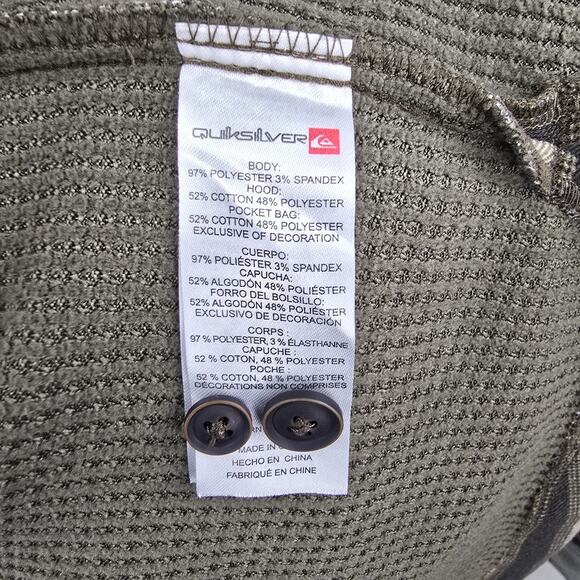 QUIKSILVER
BODY:
97% POLYESTER 3% SPANDEX
HOOD:
52% COTTON 48% POLYESTER
POCKET BAG:
52% COTTON 48% POLYESTER
EXCLUSIVE OF DECORATION
CUERPO:
97% POLIÉSTER 3% SPANDEX
CAPUCHA:
52% ALGODÓN 48% POLIÉSTER
FORRO DEL BOLSILLO:
52% ALGODÓN 48% POLIÉSTER
EXCLUSIVO DE DECORACIÓN
CORPS :
97 % POLYESTER, 3 % ÉLASTHANNE
CAPUCHE :
52 % COTON, 48 % POLYESTER
POCHE :
52 % COTON, 48 % POLYESTER
DÉCORATIONS NON COMPRISES
MADE IN
HECHO EN CHINA
FABRIQUÉ EN CHINE